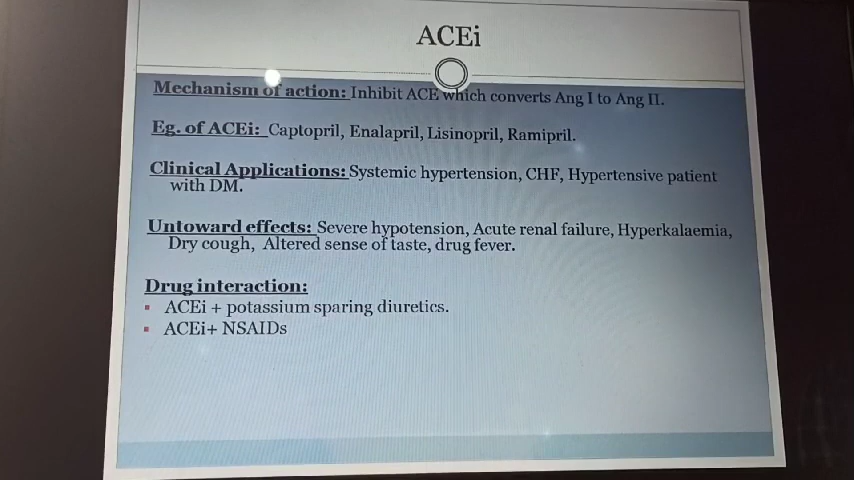 ACEi
Mechanism of action: Inhibit ACE which converts Ang I to Ang II.
Eg. of ACEi: Captopril, Enalapril, Lisinopril, Ramipril.
Clinical Applications: Systemic hypertension, CHF, Hypertensive patient
with DM.
Untoward effects: Severe hypotension, Acute renal failure, Hyperkalaemia,
Dry cough, Altered sense of taste, drug fever.
Drug interaction:
▪ ACEi + potassium sparing diuretics.
▪ ACEi+ NSAIDs